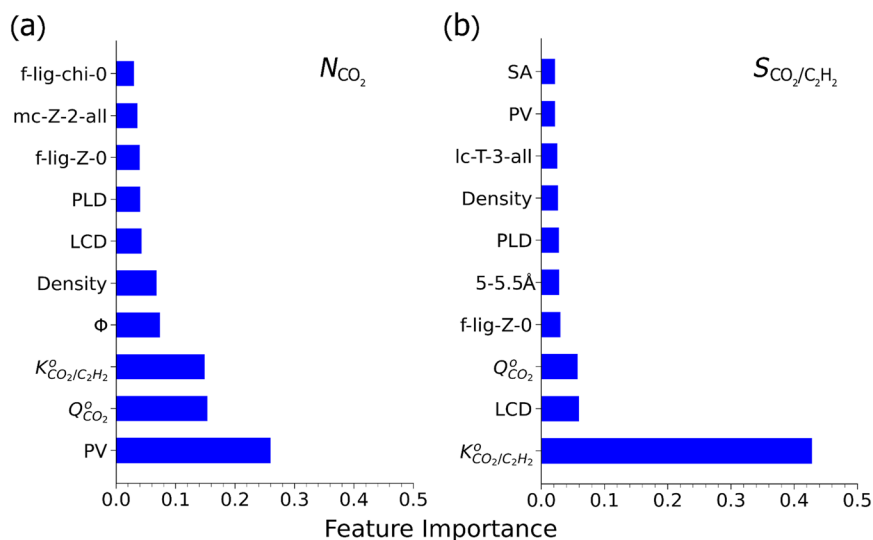 (a)
N_CO₂
f-lig-chi-0
mc-Z-2-all
f-lig-Z-0
PLD
LCD
Density
Φ
K°_CO₂/C₂H₂
Q°_CO₂
PV
0.0 0.1 0.2 0.3 0.4 0.5
(b)
S_CO₂/C₂H₂
SA
PV
lc-T-3-all
Density
PLD
5-5.5Å
f-lig-Z-0
Q°_CO₂
LCD
K°_CO₂/C₂H₂
0.0 0.1 0.2 0.3 0.4 0.5
Feature Importance